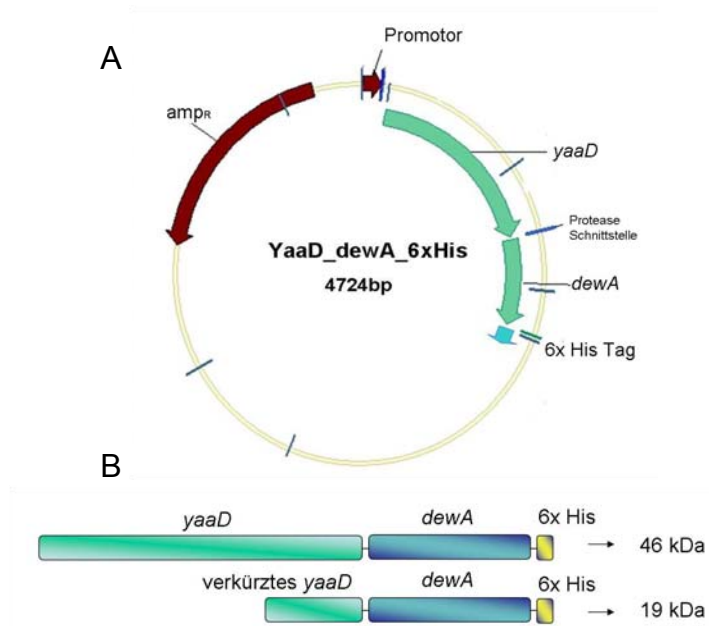 A
Promotor
ampR
yaaD
Protease
Schnittstelle
YaaD_dewA_6xHis
4724bp
dewA
6x His Tag
B
yaaD dewA 6x His
46 kDa
verkürztes yaaD dewA 6x His
19 kDa